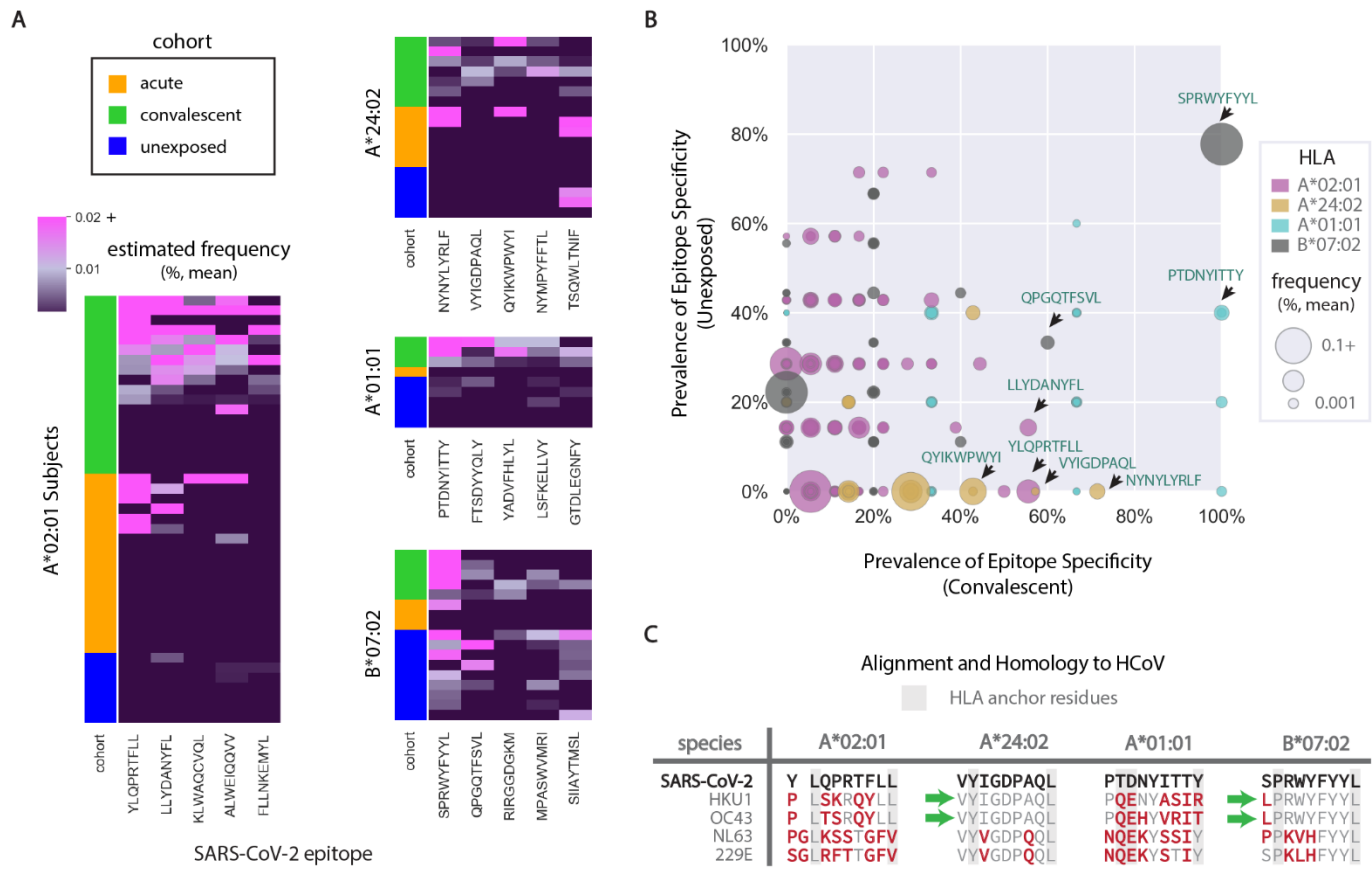 A
cohort
acute
convalescent
unexposed
0.02 +
estimated frequency
(%, mean)
0.01
A*02:01 Subjects
cohort
YLQPRTFLL
LLYDANYFL
KLWAQCVQL
ALWEIQQVV
FLLNKEMYL
SARS-CoV-2 epitope
A*24:02
cohort
NYNYLYRLF
VYIGDPAQL
QYIKWPWYI
NYMPYFFTL
TSQWLTNIF
A*01:01
cohort
PTDNYITTY
FTSDYYQLY
YADVFHLYL
LSFKELLVY
GTDLEGNFY
B*07:02
cohort
SPRWYFYYL
QPGQTFSVL
RIRGGDGKM
MPASWVMRI
SIIAYTMSL
B
Prevalence of Epitope Specificity
(Unexposed)
100%
80%
60%
40%
20%
0%
SPRWYFYYL
PTDNYITTY
QPGQTFSVL
LLYDANYFL
YLQPRTFLL
QYIKWPWYI
VYIGDPAQL
NYNYLYRLF
0%
20%
40%
60%
80%
100%
Prevalence of Epitope Specificity
(Convalescent)
HLA
A*02:01
A*24:02
A*01:01
B*07:02
frequency
(%, mean)
0.1+
0.001
C
Alignment and Homology to HCoV
HLA anchor residues
species A*02:01 A*24:02 A*01:01 B*07:02
SARS-CoV-2 Y LQPRTFLL VYIGDPAQL PTDNYITTY SPRWYFYYL
HKU1 P LSKRQYLL VYIGDPAQL PQENYASIR LPRWYFYYL
OC43 P LTSRQYLL VYIGDPAQL PQEHYVRIT LPRWYFYYL
NL63 PGLKSSTGFV VYVGDPQQL NQEKYSSIY PPKVHFYYL
229E SGLRFTTGFV VYVGDPQQL NQEKYSTIY SPKLHFYYL